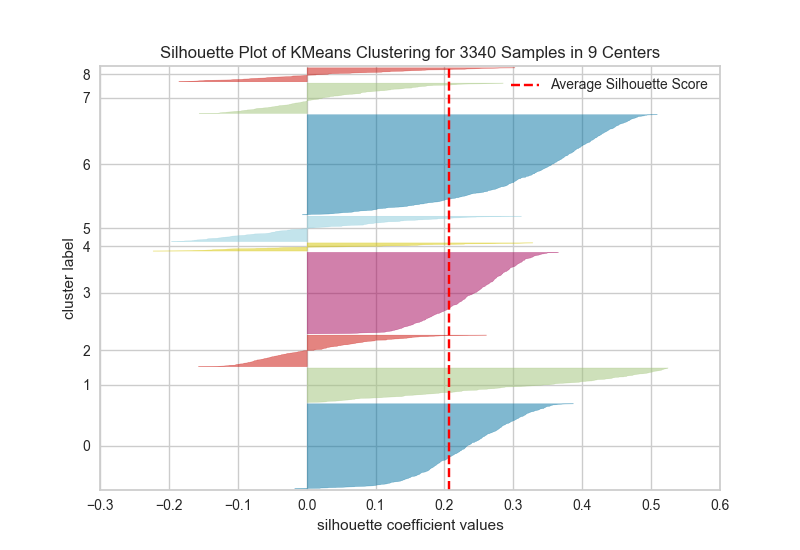 Silhouette Plot of KMeans Clustering for 3340 Samples in 9 Centers
Average Silhouette Score
8
7
6
5
4
3
2
1
0
cluster label
−0.3 −0.2 −0.1 0.0 0.1 0.2 0.3 0.4 0.5 0.6
silhouette coefficient values